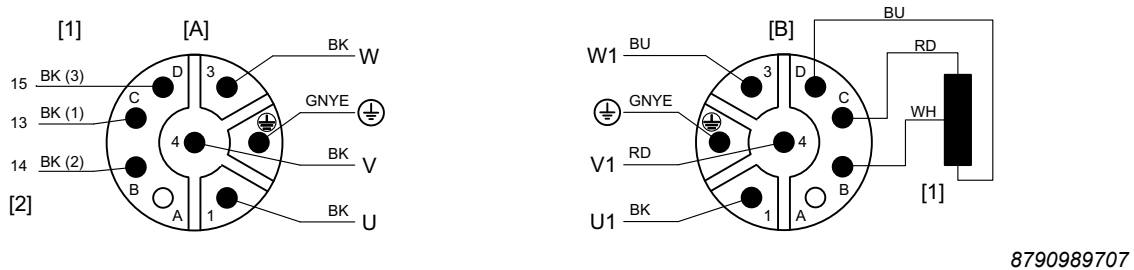 [1]
[A]
15 BK (3)
13 BK (1)
14 BK (2)
[2]
D
C
B
A
3
4
1
BK W
GNYE
BK V
BK U
[B]
W1 BU
GNYE
V1 RD
U1 BK
3
4
1
D
C
B
A
BU
RD
WH
[1]
8790989707